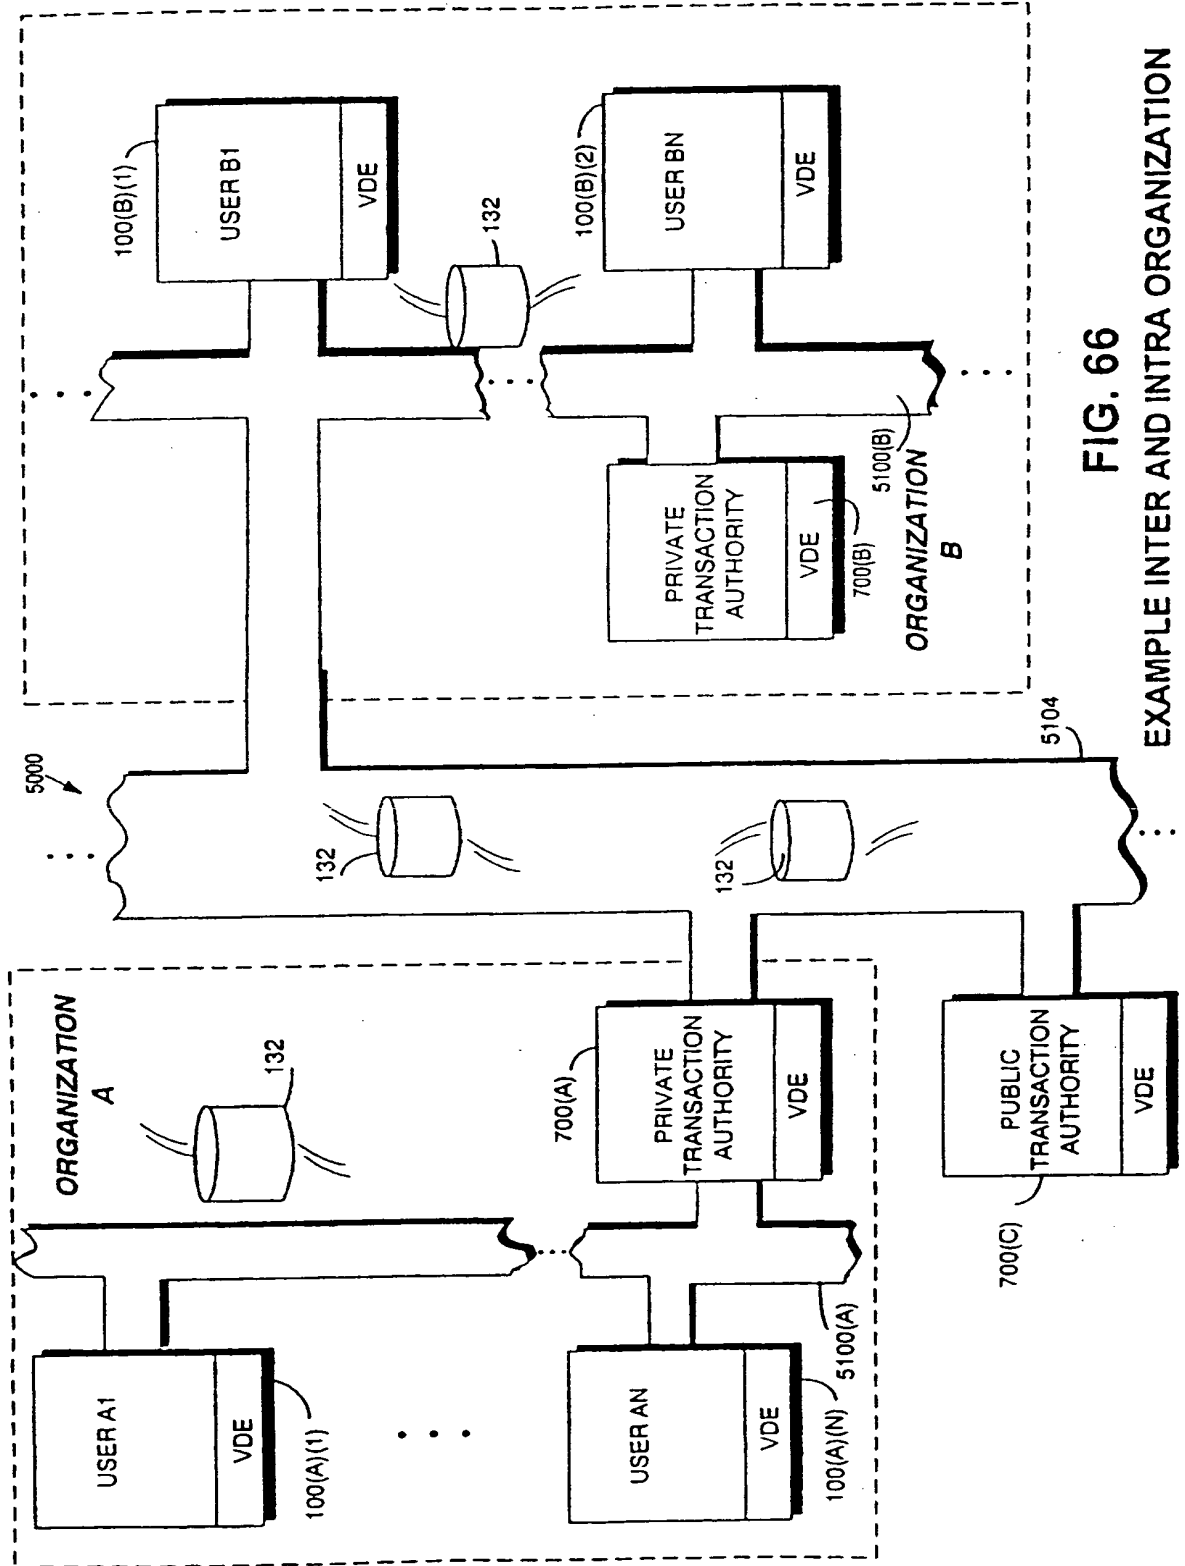 USER A1
VDE
100(A)(1)
• • •
USER AN
VDE
100(A)(N)
5100(A)
ORGANIZATION
A
132
700(A)
PRIVATE
TRANSACTION
AUTHORITY
VDE
700(C)
PUBLIC
TRANSACTION
AUTHORITY
VDE
5000
132
132
5104
PRIVATE
TRANSACTION
AUTHORITY
VDE
700(B)
5100(B)
ORGANIZATION
B
100(B)(1)
USER B1
VDE
132
100(B)(2)
USER BN
VDE
FIG. 66
EXAMPLE INTER AND INTRA ORGANIZATION